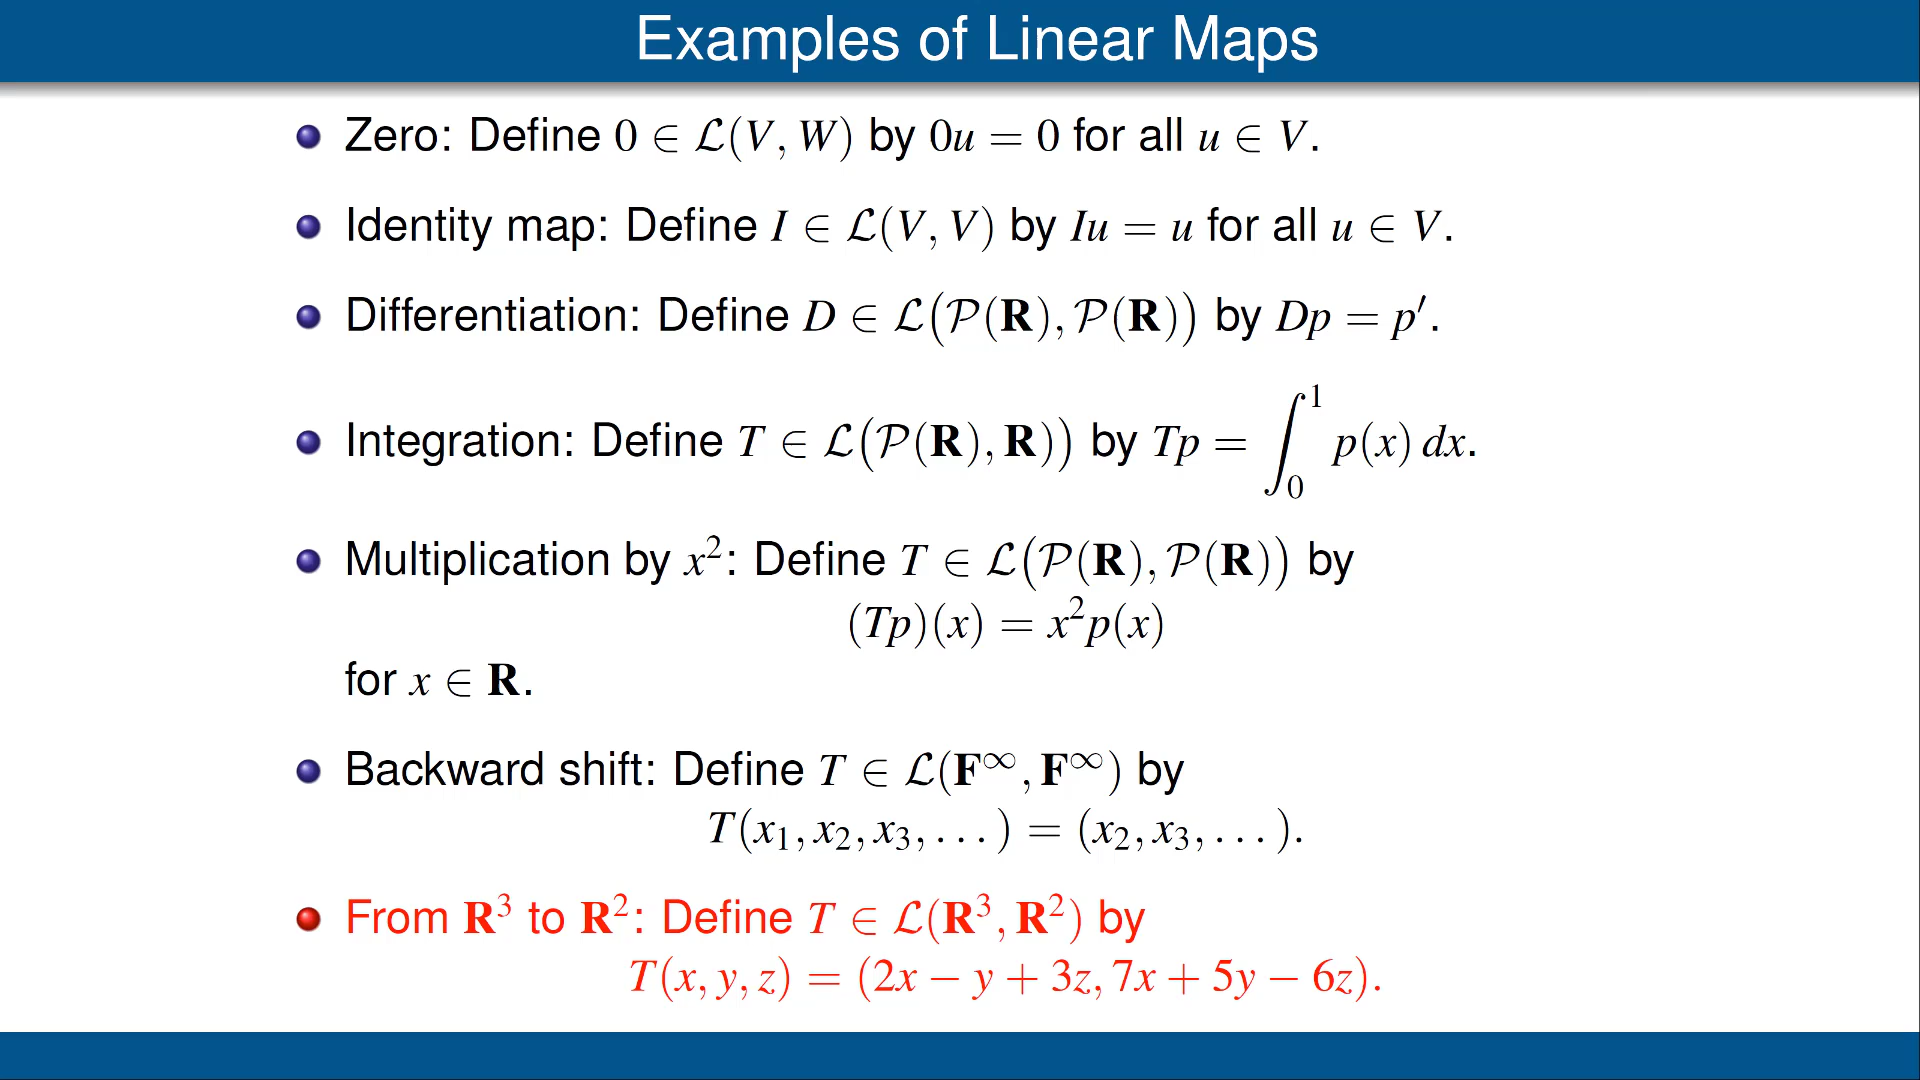 Examples of Linear Maps
Zero: Define 0 ∈ ℒ(V, W) by 0u = 0 for all u ∈ V.
Identity map: Define I ∈ ℒ(V, V) by Iu = u for all u ∈ V.
Differentiation: Define D ∈ ℒ(𝒫(𝐑), 𝒫(𝐑)) by Dp = p′.
Integration: Define T ∈ ℒ(𝒫(𝐑), 𝐑)) by Tp = ∫₀¹ p(x) dx.
Multiplication by x²: Define T ∈ ℒ(𝒫(𝐑), 𝒫(𝐑)) by
(Tp)(x) = x²p(x)
for x ∈ 𝐑.
Backward shift: Define T ∈ ℒ(𝐅^∞, 𝐅^∞) by
T(x₁, x₂, x₃, . . . ) = (x₂, x₃, . . . ).
From 𝐑³ to 𝐑²: Define T ∈ ℒ(𝐑³, 𝐑²) by
T(x, y, z) = (2x − y + 3z, 7x + 5y − 6z).